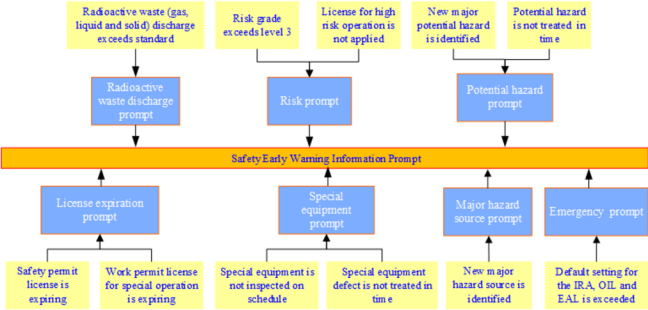 Radioactive waste (gas,
liquid and solid) discharge
exceeds standard
Risk grade
exceeds level 3
License for high
risk operation is
not applied
New major
potential hazard
is identified
Potential hazard
is not treated in
time
Radioactive
waste discharge
prompt
Risk prompt
Potential hazard
prompt
Safety Early Warning Information Prompt
License expiration
prompt
Special
equipment
prompt
Major hazard
source prompt
Emergency prompt
Safety permit
license is
expiring
Work permit license
for special operation
is expiring
Special equipment is
not inspected on
schedule
Special equipment
defect is not treated in
time
New major
hazard source is
identified
Default setting for
the IRA, OIL and
EAL is exceeded